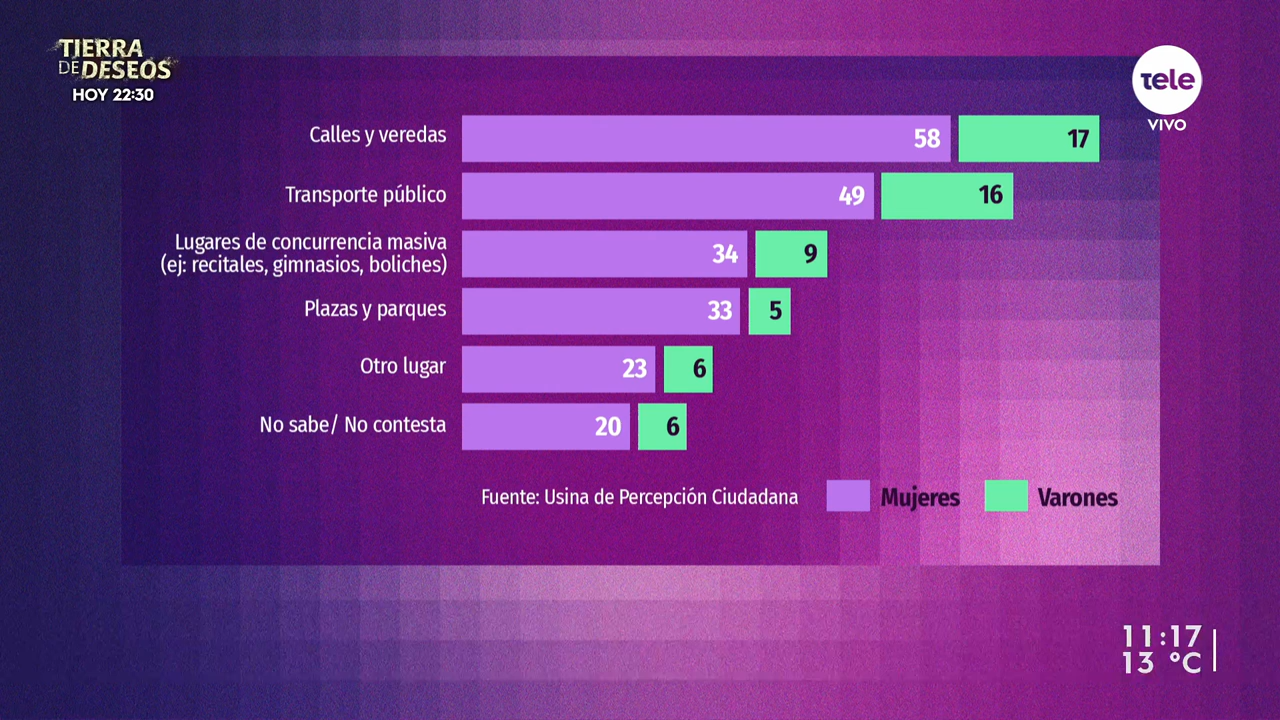 TIERRA
DE DESEOS
HOY 22:30
tele
VIVO
Calles y veredas 58 17
Transporte público 49 16
Lugares de concurrencia masiva
(ej: recitales, gimnasios, boliches) 34 9
Plazas y parques 33 5
Otro lugar 23 6
No sabe/ No contesta 20 6
Fuente: Usina de Percepción Ciudadana Mujeres Varones
11:17
13 °C